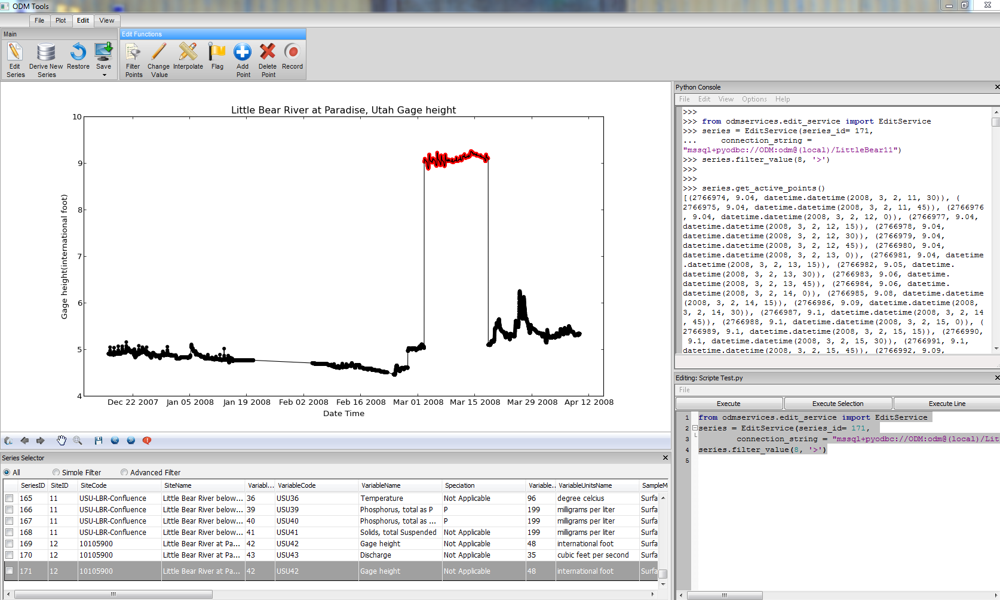 ODM Tools
File Plot Edit View
Main
Edit Functions
Edit Series
Derive New Series
Restore
Save
Filter Points
Change Value
Interpolate
Flag
Add Point
Delete Point
Record
Little Bear River at Paradise, Utah Gage height
10
9
8
7
6
5
4
Gage height(international foot)
Dec 22 2007 Jan 05 2008 Jan 19 2008 Feb 02 2008 Feb 16 2008 Mar 01 2008 Mar 15 2008 Mar 29 2008 Apr 12 2008
Date Time
Series Selector
All Simple Filter Advanced Filter
SeriesID SiteID SiteCode SiteName Variabl... VariableCode VariableName Speciation Variable... VariableUnitsName SampleM
165 11 USU-LBR-Confluence Little Bear River below... 36 USU36 Temperature Not Applicable 96 degree celcius Surfa
166 11 USU-LBR-Confluence Little Bear River below... 39 USU39 Phosphorus, total as P P 199 milligrams per liter Surfa
167 11 USU-LBR-Confluence Little Bear River below... 40 USU40 Phosphorus, total as ... P 199 milligrams per liter Surfa
168 11 USU-LBR-Confluence Little Bear River below... 41 USU41 Solids, total Suspended Not Applicable 199 milligrams per liter Surfa
169 12 10105900 Little Bear River at Pa... 42 USU42 Gage height Not Applicable 48 international foot Surfa
170 12 10105900 Little Bear River at Pa... 43 USU43 Discharge Not Applicable 35 cubic feet per second Surfa
171 12 10105900 Little Bear River at Pa... 42 USU42 Gage height Not Applicable 48 international foot Surfa
Python Console
File Edit View Options Help
>>>
>>> from odmservices.edit_service import EditService
>>> series = EditService(series_id= 171,
... connection_string =
"mssql+pyodbc://ODM:odm@(local)/LittleBear11")
>>> series.filter_value(8, '>')
>>>
>>>
>>> series.get_active_points()
[(2766974, 9.04, datetime.datetime(2008, 3, 2, 11, 30)), (
2766975, 9.04, datetime.datetime(2008, 3, 2, 11, 45)), (2766976
, 9.04, datetime.datetime(2008, 3, 2, 12, 0)), (2766977, 9.04,
datetime.datetime(2008, 3, 2, 12, 15)), (2766978, 9.04,
datetime.datetime(2008, 3, 2, 12, 30)), (2766979, 9.04,
datetime.datetime(2008, 3, 2, 12, 45)), (2766980, 9.04,
datetime.datetime(2008, 3, 2, 13, 0)), (2766981, 9.04, datetime
.datetime(2008, 3, 2, 13, 15)), (2766982, 9.05, datetime.
datetime(2008, 3, 2, 13, 30)), (2766983, 9.06, datetime.
datetime(2008, 3, 2, 13, 45)), (2766984, 9.06, datetime.
datetime(2008, 3, 2, 14, 0)), (2766985, 9.08, datetime.datetime
(2008, 3, 2, 14, 15)), (2766986, 9.09, datetime.datetime(2008,
3, 2, 14, 30)), (2766987, 9.1, datetime.datetime(2008, 3, 2, 14
, 45)), (2766988, 9.1, datetime.datetime(2008, 3, 2, 15, 0)), (
2766989, 9.1, datetime.datetime(2008, 3, 2, 15, 15)), (2766990,
9.1, datetime.datetime(2008, 3, 2, 15, 30)), (2766991, 9.1,
datetime.datetime(2008, 3, 2, 15, 45)), (2766992, 9.09,
Editing: Scripte Test.py
File
Execute Execute Selection Execute Line
1 from odmservices.edit_service import EditService
2 series = EditService(series_id= 171,
3 connection_string = "mssql+pyodbc://ODM:odm@(local)/Lit
4 series.filter_value(8, '>')
5